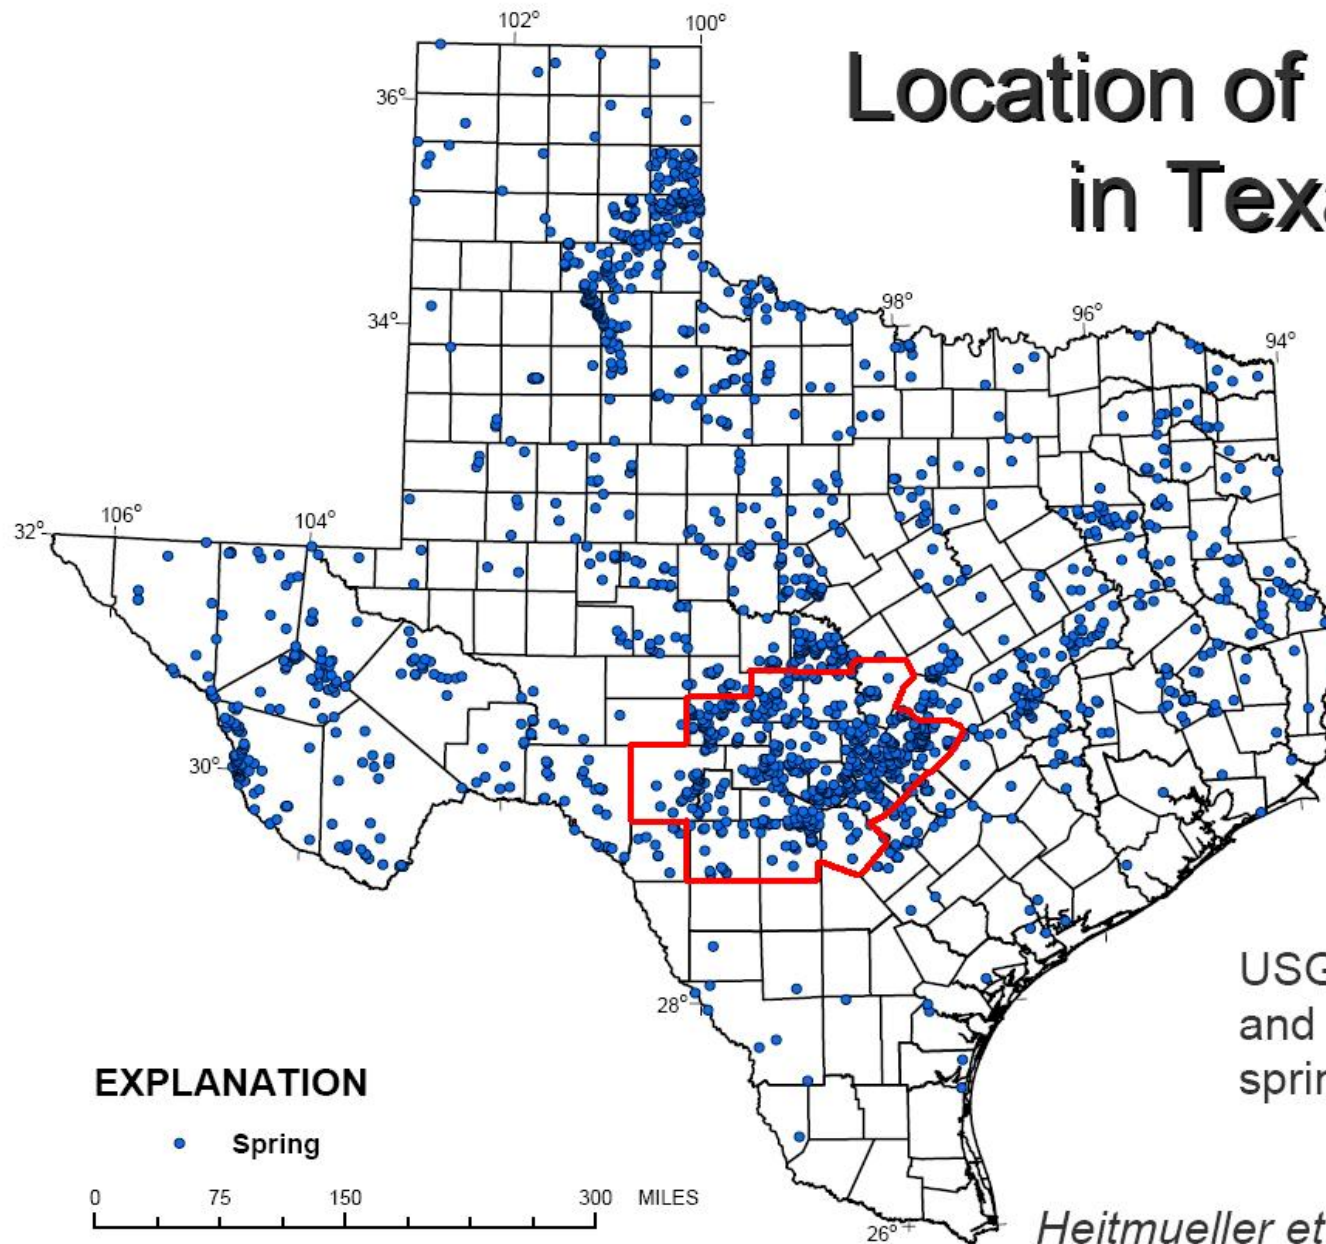 Location of
in Texa
102°
100°
36°
34°
98°
96°
94°
32°
106°
104°
30°
28°
26°
USG
and
sprin
EXPLANATION
Spring
0 75 150 300 MILES
Heitmueller et